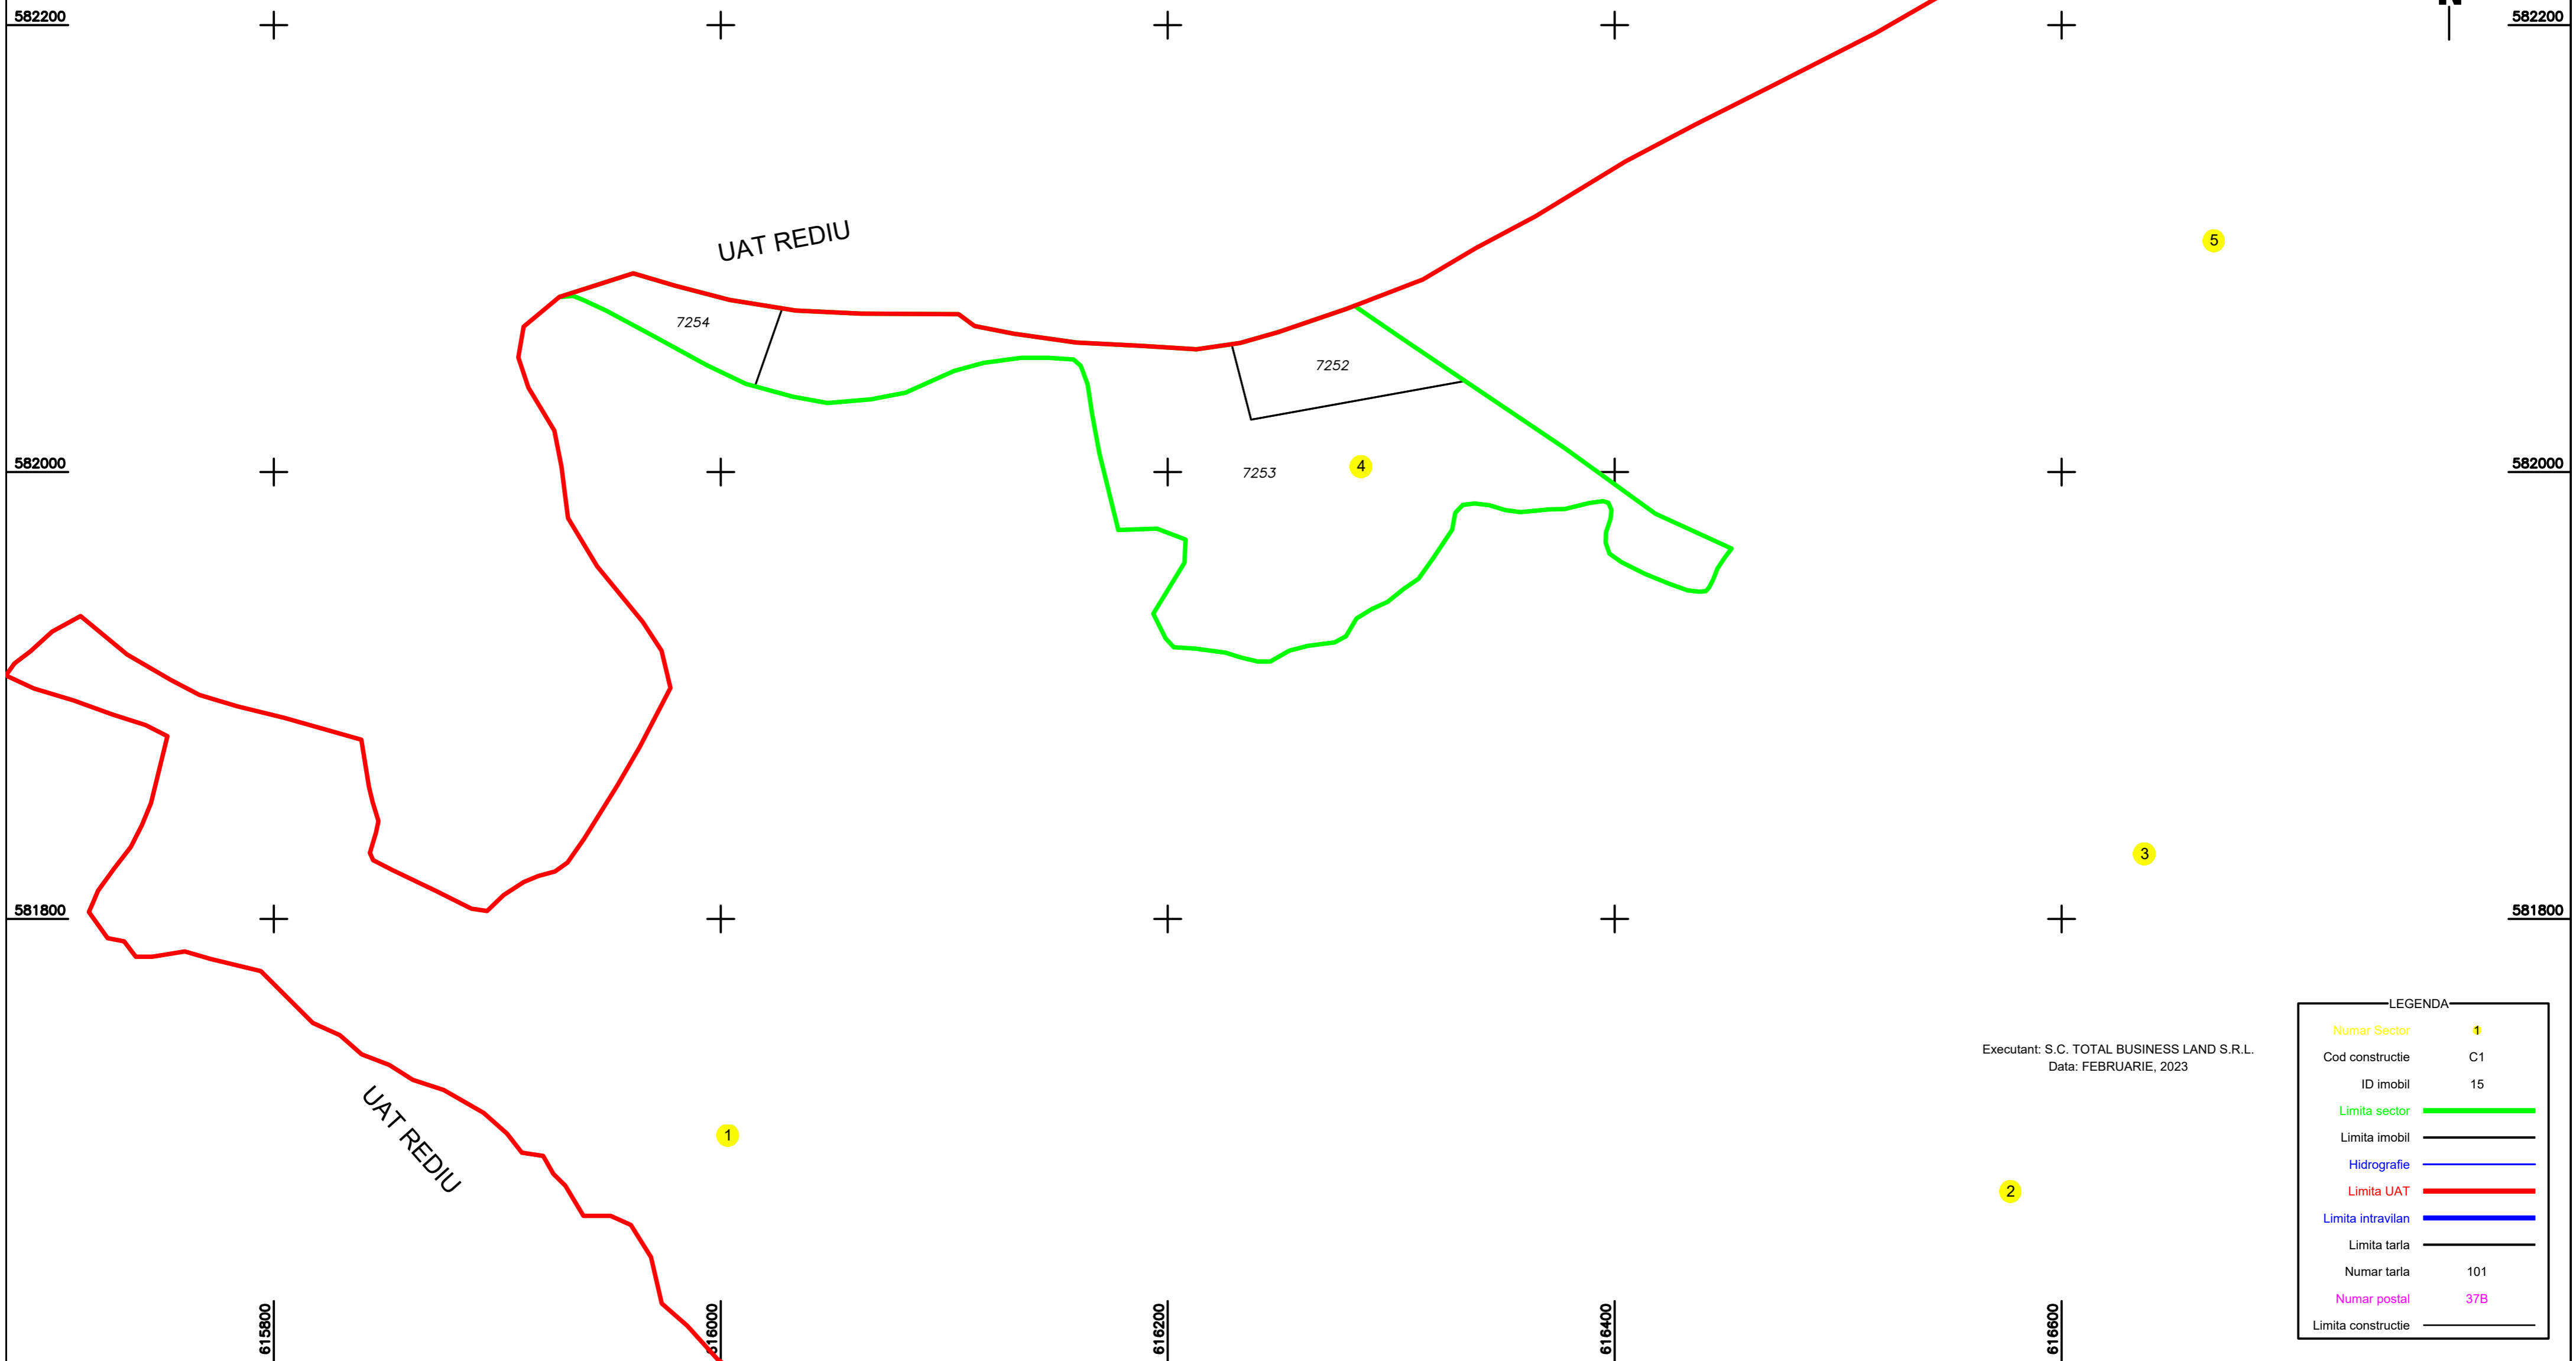 582200
582200
UAT REDIU
5
7254
7252
582000
582000
4
7253
3
581800
581800
LEGENDA
Numar Sector 1
Executant: S.C. TOTAL BUSINESS LAND S.R.L.
Cod constructie C1
Data: FEBRUARIE, 2023
ID imobil 15
Limita sector
UAT REDIU
1
Limita imobil
Hidrografie
2
Limita UAT
Limita intravilan
Limita tarla
Numar tarla 101
Numar postal 37B
Limita constructie
615800
616000
616200
616400
616600